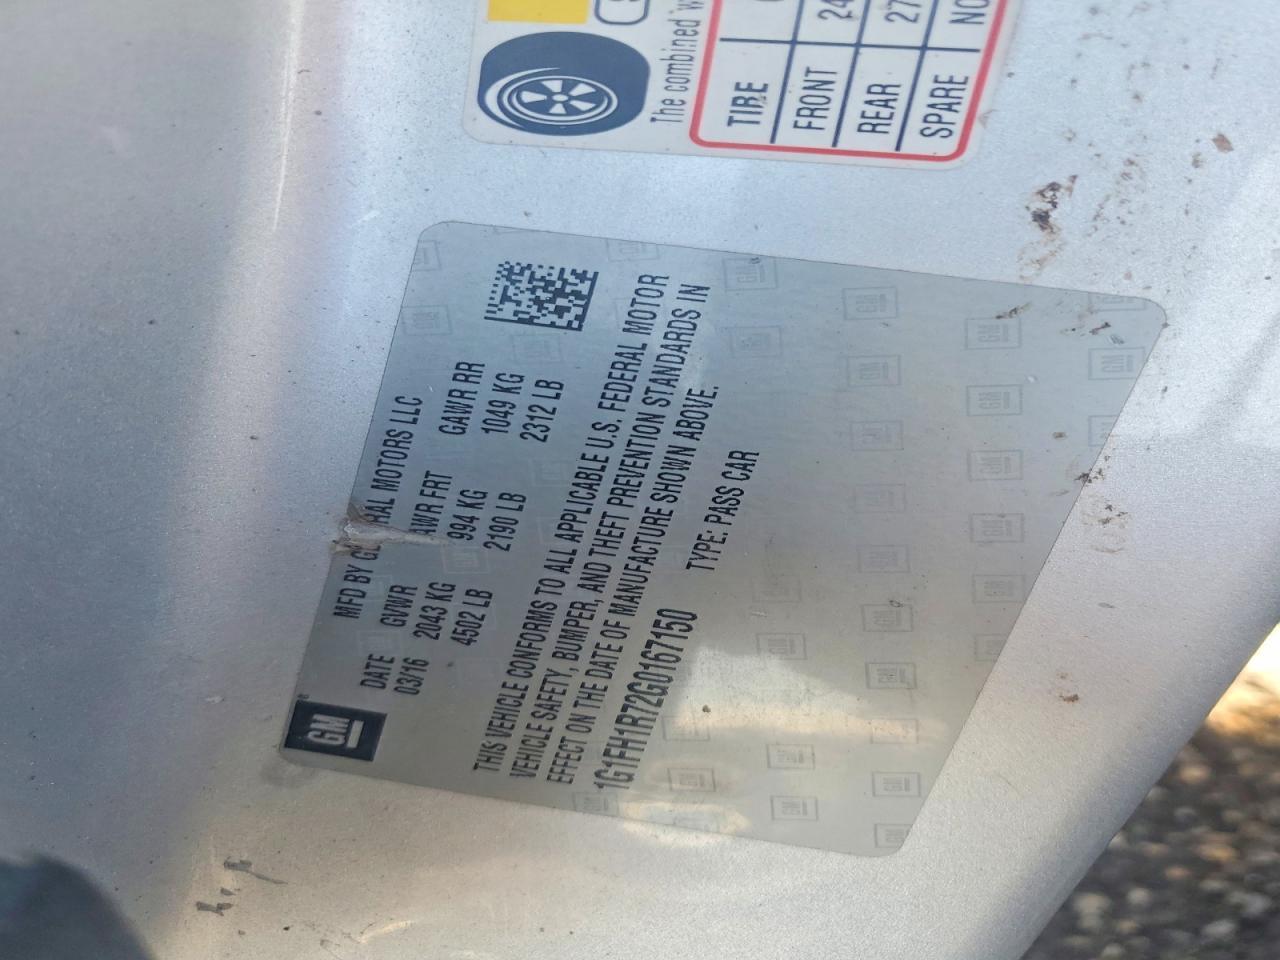 The combined w
TIRE
FRONT 24
REAR 27
SPARE NO
GM
MFD BY GE RAL MOTORS LLC
DATE GVWR AWR FRT GAWR RR
03/16 2043 KG 994 KG 1049 KG
4502 LB 2190 LB 2312 LB
THIS VEHICLE CONFORMS TO ALL APPLICABLE U.S. FEDERAL MOTOR
VEHICLE SAFETY, BUMPER, AND THEFT PREVENTION STANDARDS IN
EFFECT ON THE DATE OF MANUFACTURE SHOWN ABOVE.
1G1FH1R72G0167150 TYPE: PASS CAR